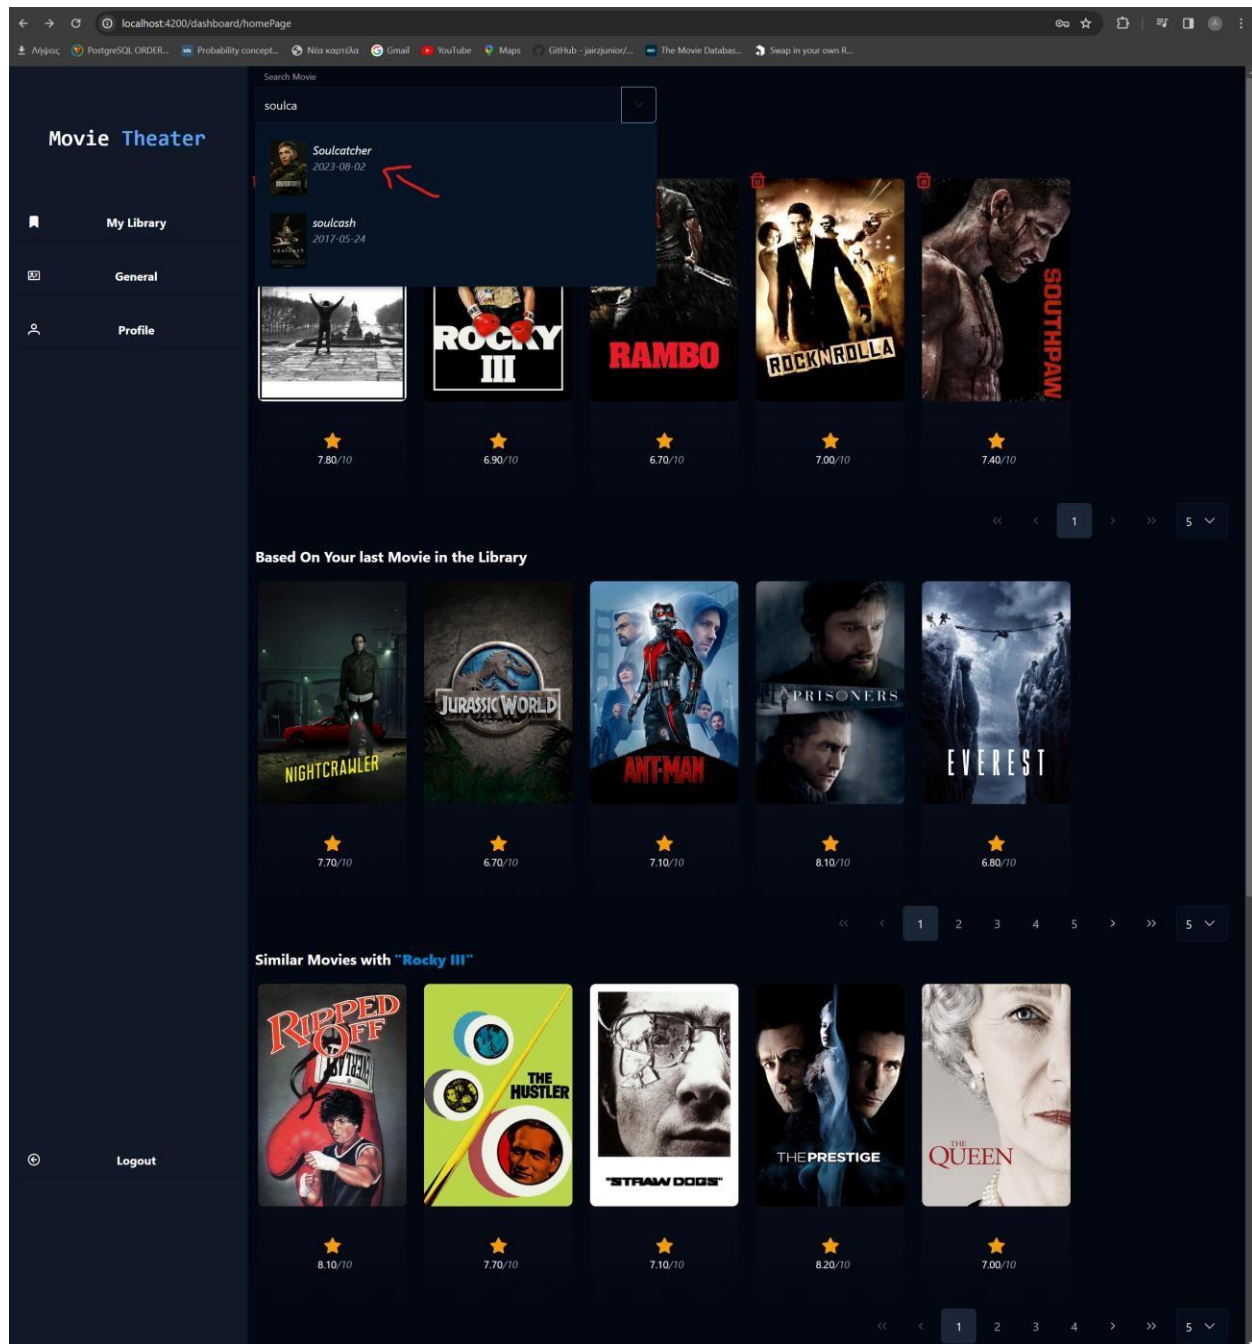 localhost:4200/dashboard/homePage
Λήψεις
PostgreSQL ORDER...
Probability concept...
Νέα καρτέλα
Gmail
YouTube
Maps
GitHub - jairzjunior/...
The Movie Databas...
Swap in your own R...
Movie Theater
My Library
General
Profile
Logout
Search Movie
soulca
Soulcatcher
2023-08-02
soulcash
2017-05-24
ROCKY
III
RAMBO
ROCKNROLLA
SOUTHPAW
7.80/10
6.90/10
6.70/10
7.00/10
7.40/10
« ‹ 1 › » 5
Based On Your last Movie in the Library
NIGHTCRAWLER
JURASSIC WORLD
ANT-MAN
PRISONERS
EVEREST
7.70/10
6.70/10
7.10/10
8.10/10
6.80/10
« ‹ 1 2 3 4 5 › » 5
Similar Movies with "Rocky III"
RIPPED
OFF
EVERLAST
THE
HUSTLER
"STRAW DOGS"
THE PRESTIGE
THE
QUEEN
8.10/10
7.70/10
7.10/10
8.20/10
7.00/10
« ‹ 1 2 3 4 › » 5